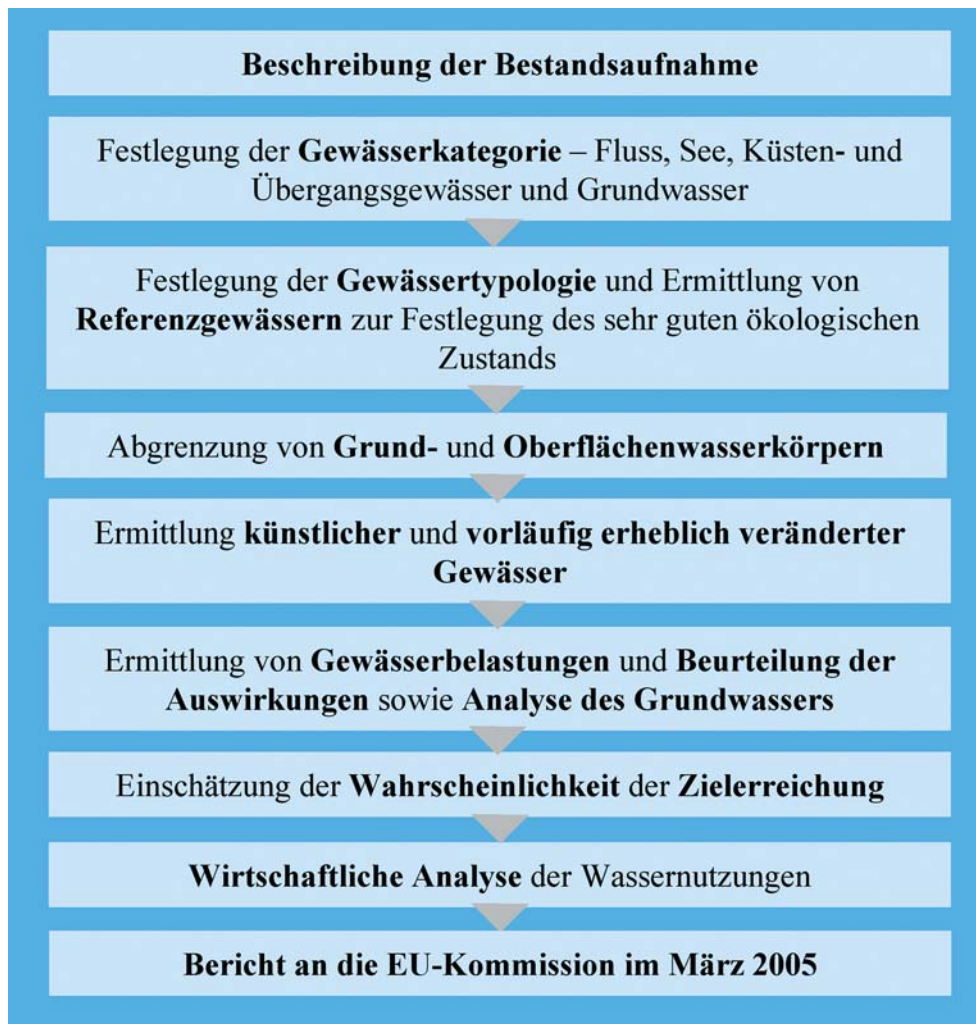 Beschreibung der Bestandsaufnahme
Festlegung der Gewässerkategorie – Fluss, See, Küsten- und
Übergangsgewässer und Grundwasser
Festlegung der Gewässertypologie und Ermittlung von
Referenzgewässern zur Festlegung des sehr guten ökologischen
Zustands
Abgrenzung von Grund- und Oberflächenwasserkörpern
Ermittlung künstlicher und vorläufig erheblich veränderter
Gewässer
Ermittlung von Gewässerbelastungen und Beurteilung der
Auswirkungen sowie Analyse des Grundwassers
Einschätzung der Wahrscheinlichkeit der Zielerreichung
Wirtschaftliche Analyse der Wassernutzungen
Bericht an die EU-Kommission im März 2005